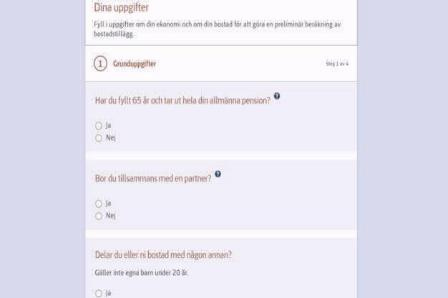 Dina uppgifter
Fyll i uppgifter om din ekonomi och om din bostad för att göra en preliminär beräkning av
bostadstillägg.
1 Grunduppgifter Steg 1 av 4
Har du fyllt 65 år och tar ut hela din allmänna pension? ?
Ja
Nej
Bor du tillsammans med en partner? ?
Ja
Nej
Delar du eller ni bostad med någon annan?
Gäller inte egna barn under 20 år.
Ja